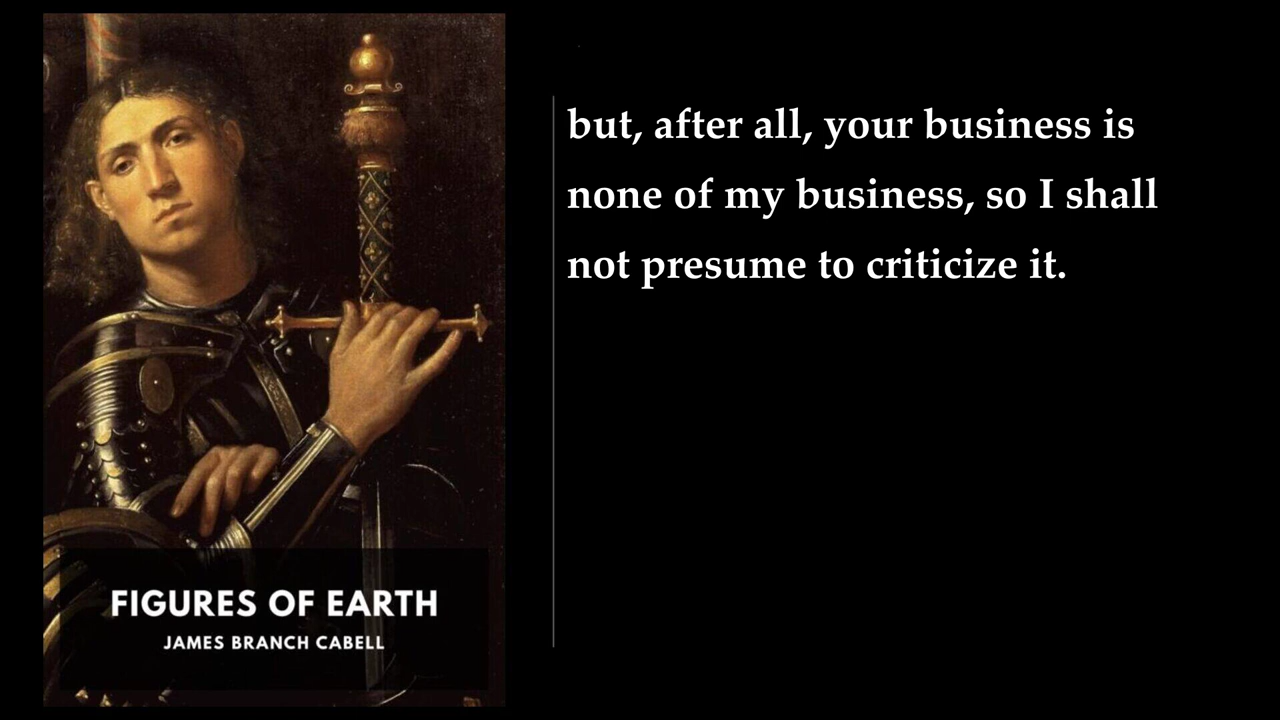 FIGURES OF EARTH
JAMES BRANCH CABELL
but, after all, your business is
none of my business, so I shall
not presume to criticize it.